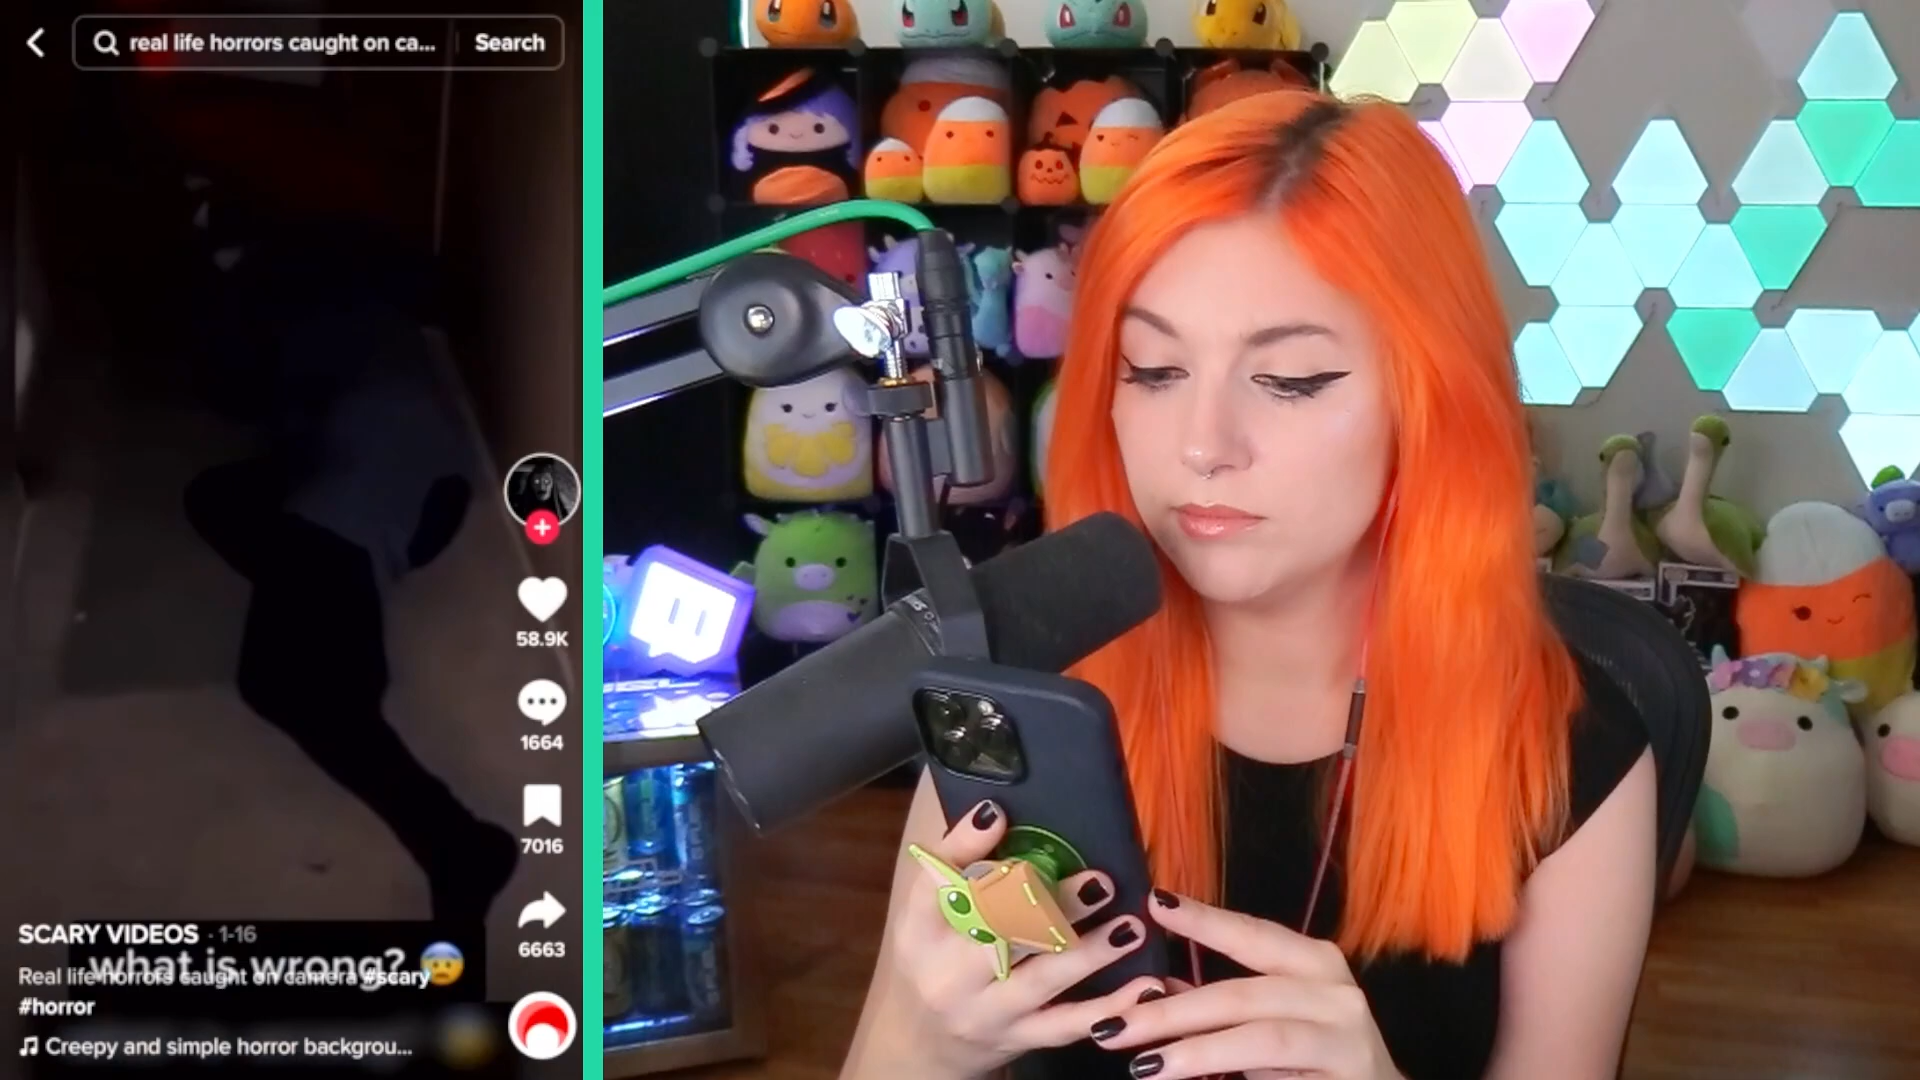 real life horrors caught on ca... Search
58.9K
1664
7016
6663
SCARY VIDEOS · 1-16
what is wrong? 😰
Real life horrors caught on camera #scary
#horror
Creepy and simple horror backgrou...